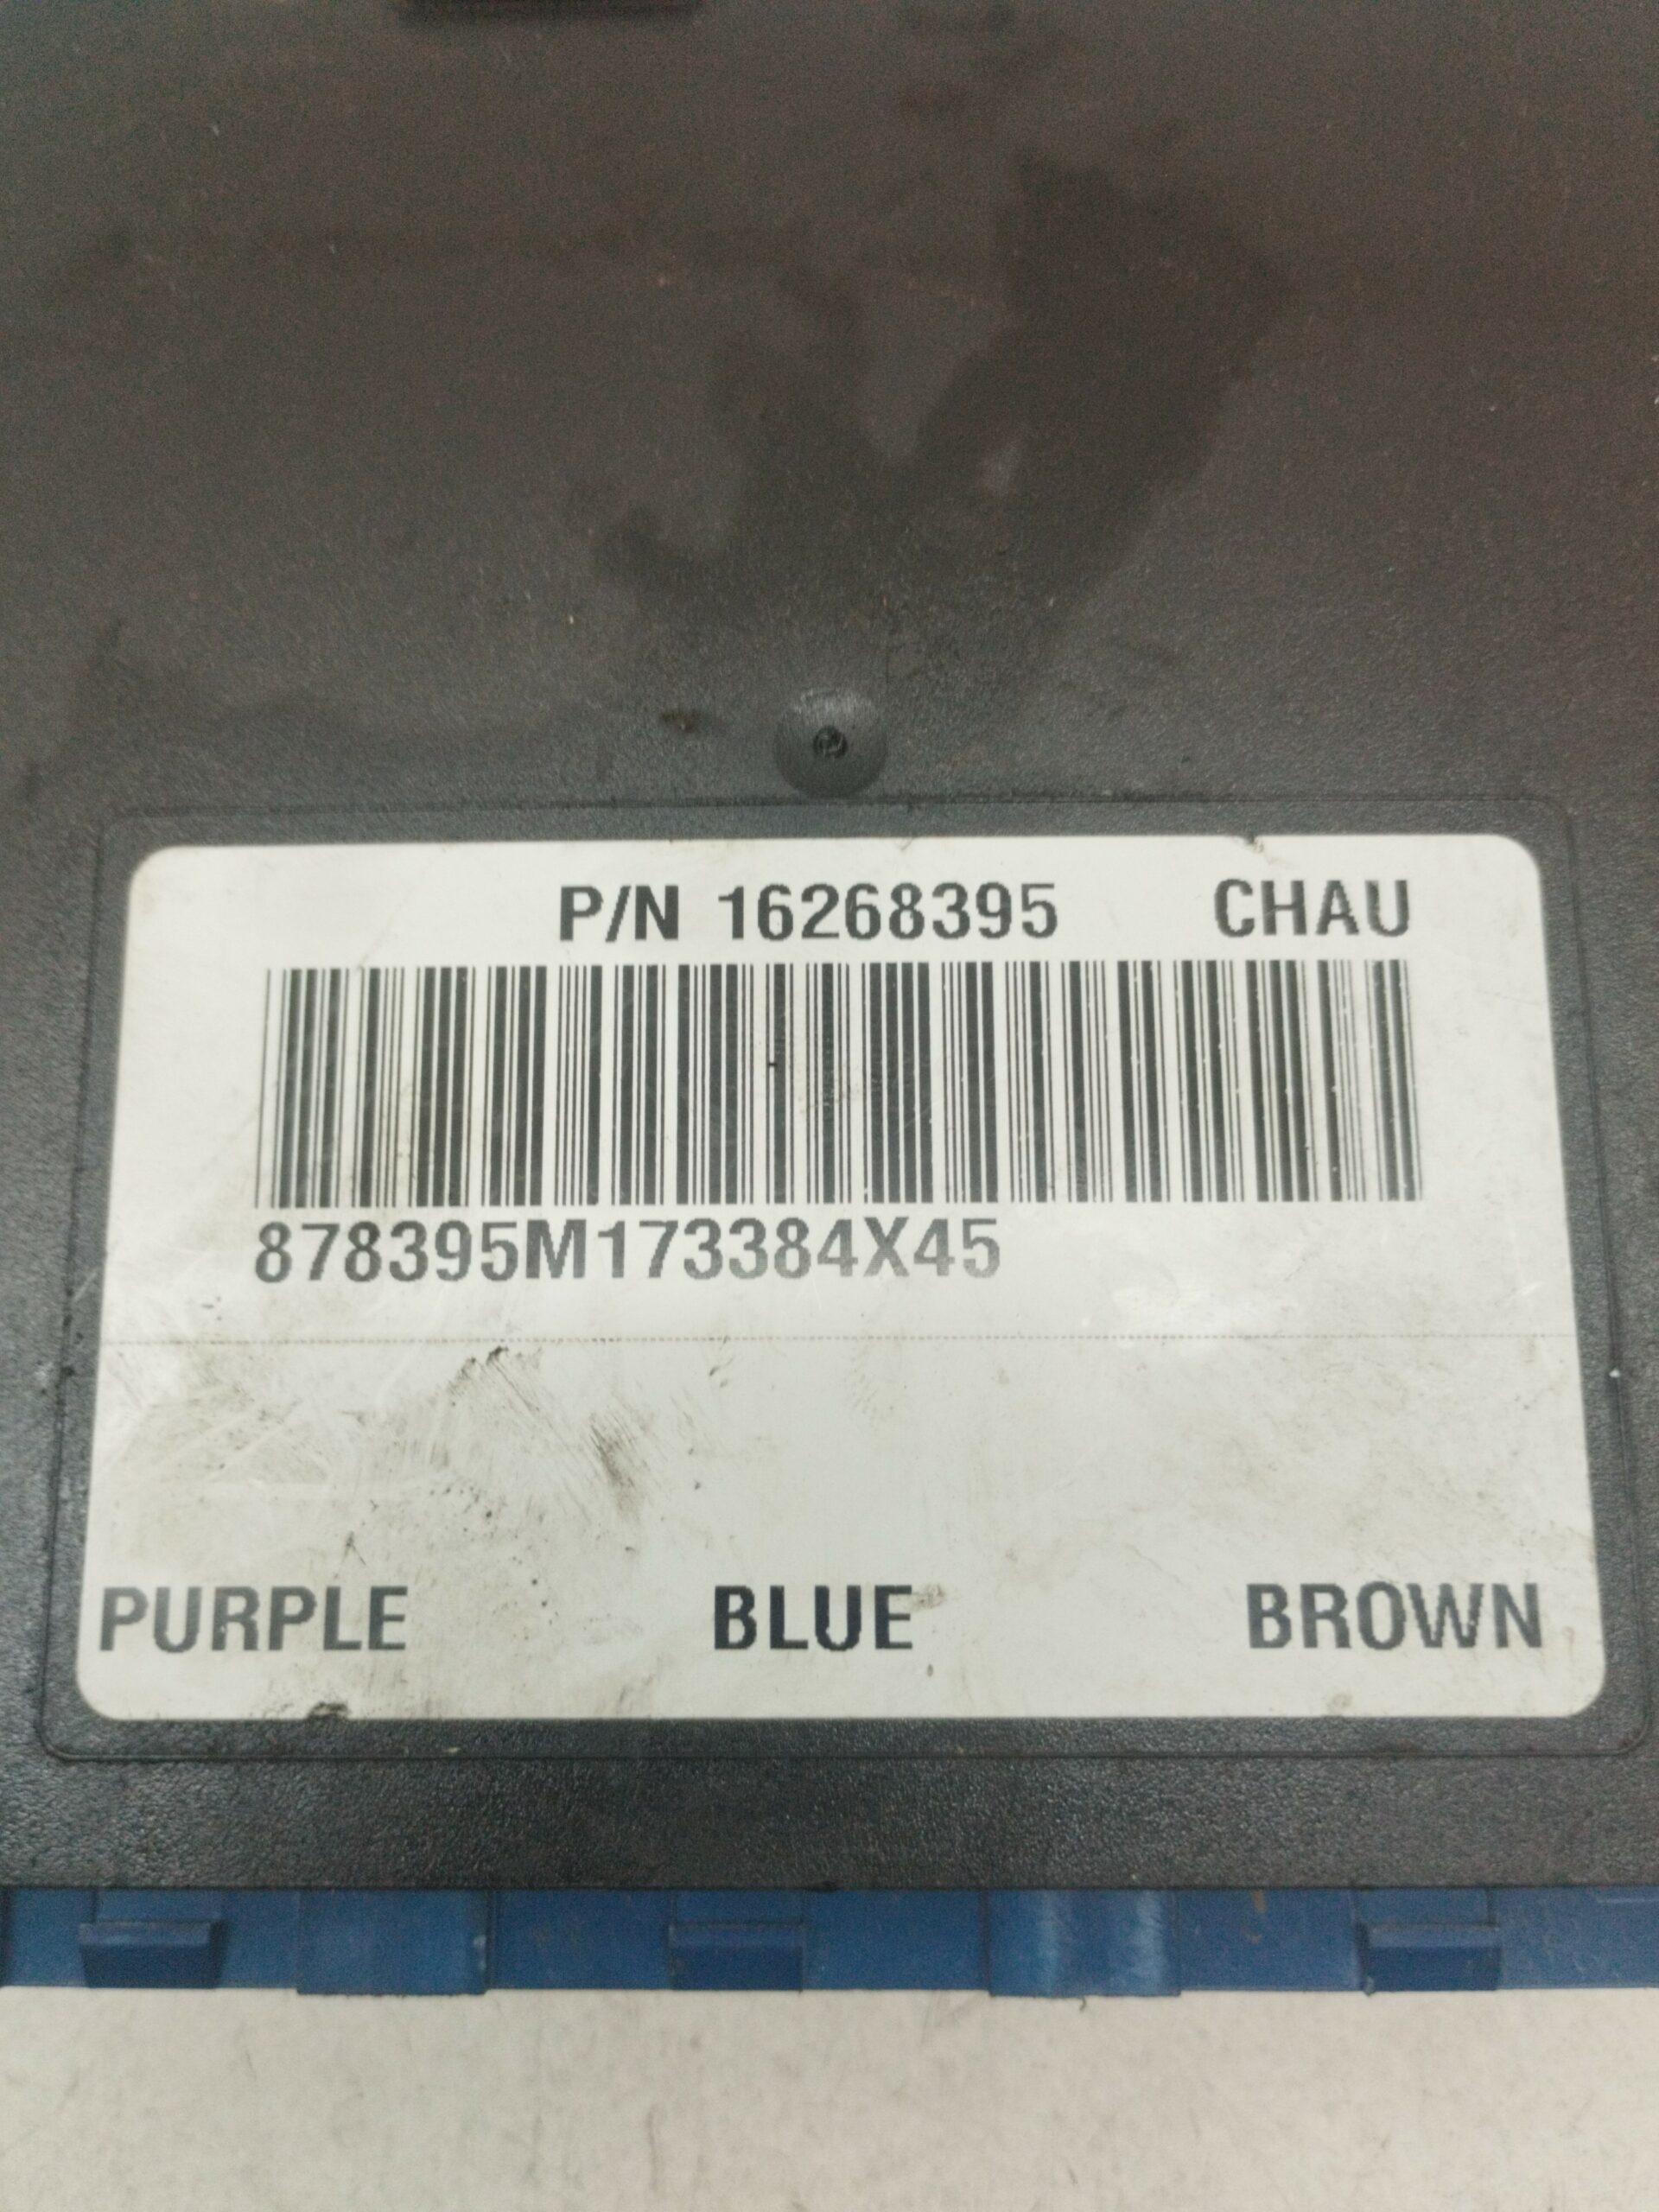 P/N 16268395 CHAU
878395M173384X45
PURPLE BLUE BROWN